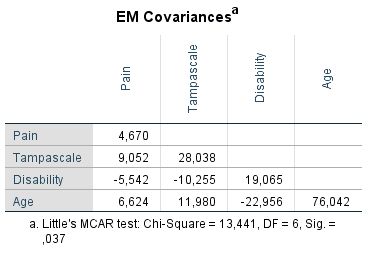 EM Covariancesa
Pain Tampascale Disability Age
Pain 4,670
Tampascale 9,052 28,038
Disability -5,542 -10,255 19,065
Age 6,624 11,980 -22,956 76,042
a. Little's MCAR test: Chi-Square = 13,441, DF = 6, Sig. =
,037